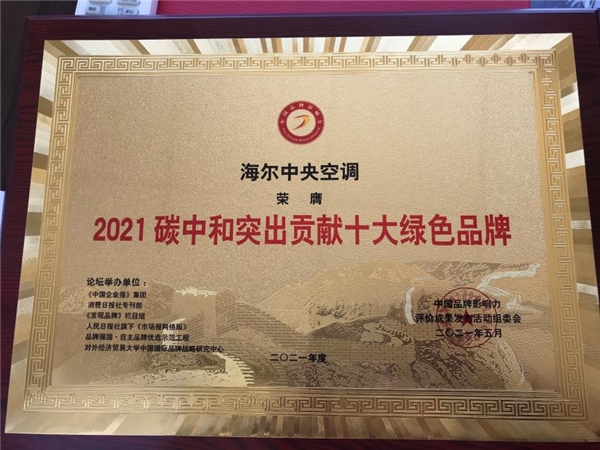 海尔中央空调
荣 膺
2021 碳中和突出贡献十大绿色品牌
论坛举办单位：
《中国企业报》集团
消费日报社专刊部
《发现品牌》栏目组
人民日报社旗下《市场报网络版》
品牌强国·自主品牌优选示范工程
对外经济贸易大学中国国际品牌战略研究中心
中国品牌影响力
评价成果发布活动组委会
二〇二一年五月
二〇二一年度